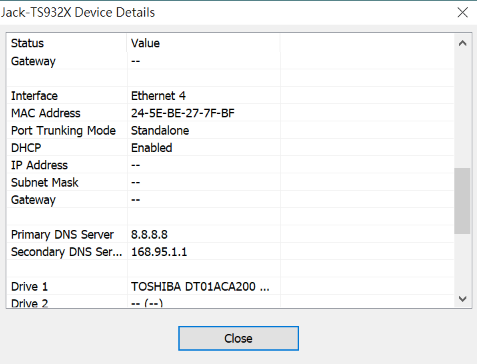 Jack-TS932X Device Details
Status Value
Gateway --
Interface Ethernet 4
MAC Address 24-5E-BE-27-7F-BF
Port Trunking Mode Standalone
DHCP Enabled
IP Address --
Subnet Mask --
Gateway --
Primary DNS Server 8.8.8.8
Secondary DNS Ser... 168.95.1.1
Drive 1 TOSHIBA DT01ACA200 ...
Drive 2 -- (--)
Close